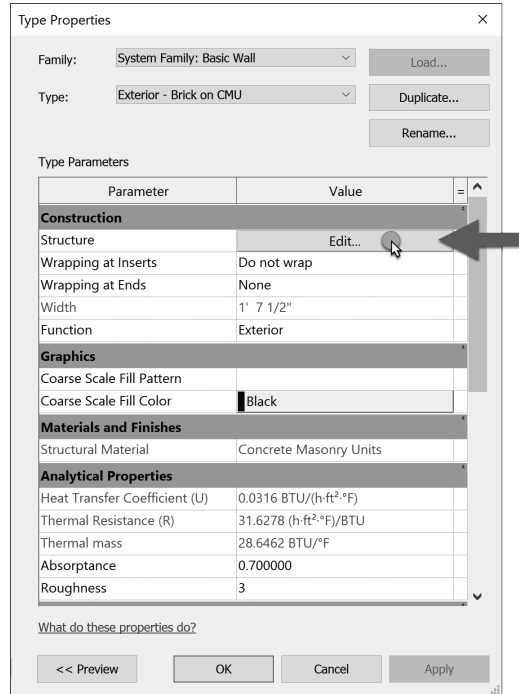 Type Properties
Family: System Family: Basic Wall Load...
Type: Exterior - Brick on CMU Duplicate...
Rename...
Type Parameters
Parameter Value =
Construction
Structure Edit...
Wrapping at Inserts Do not wrap
Wrapping at Ends None
Width 1' 7 1/2"
Function Exterior
Graphics
Coarse Scale Fill Pattern
Coarse Scale Fill Color Black
Materials and Finishes
Structural Material Concrete Masonry Units
Analytical Properties
Heat Transfer Coefficient (U) 0.0316 BTU/(h·ft²·°F)
Thermal Resistance (R) 31.6278 (h·ft²·°F)/BTU
Thermal mass 28.6462 BTU/°F
Absorptance 0.700000
Roughness 3
What do these properties do?
<< Preview OK Cancel Apply